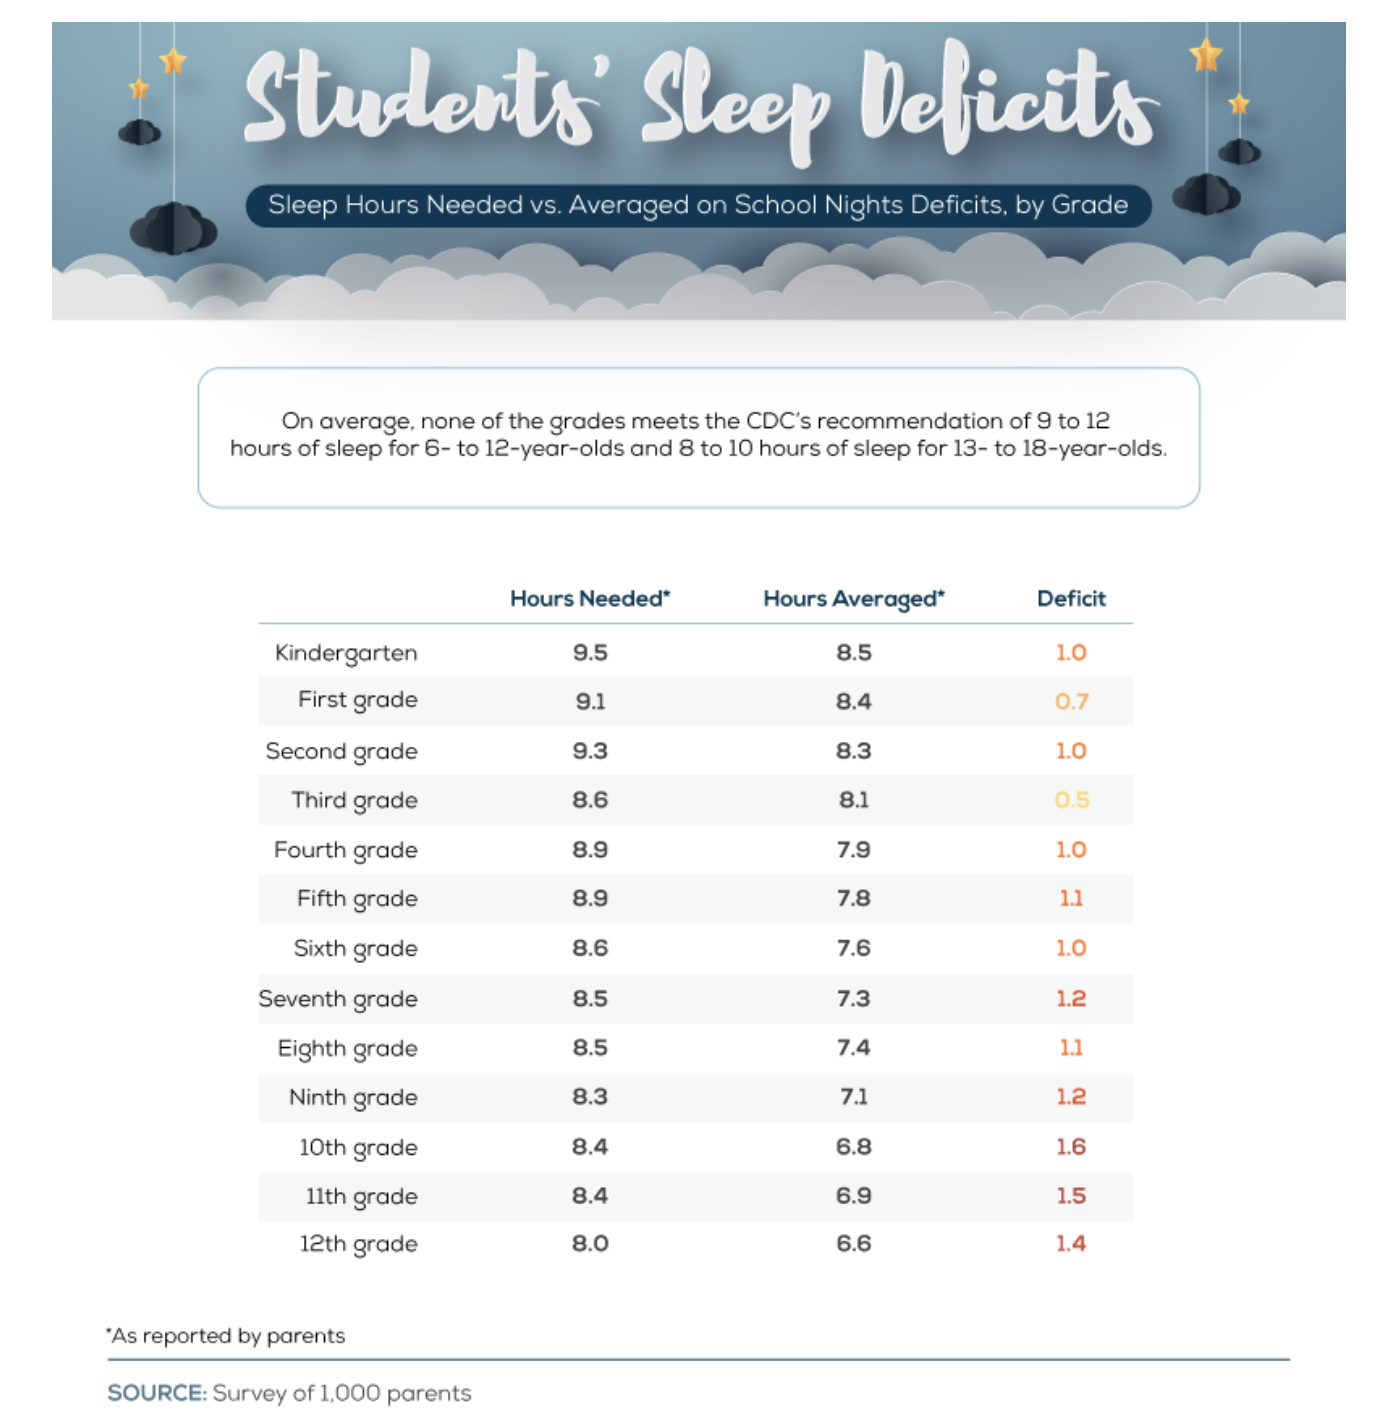 Students' Sleep Deficits
Sleep Hours Needed vs. Averaged on School Nights Deficits, by Grade
On average, none of the grades meets the CDC's recommendation of 9 to 12
hours of sleep for 6- to 12-year-olds and 8 to 10 hours of sleep for 13- to 18-year-olds.
Hours Needed* Hours Averaged* Deficit
Kindergarten 9.5 8.5 1.0
First grade 9.1 8.4 0.7
Second grade 9.3 8.3 1.0
Third grade 8.6 8.1 0.5
Fourth grade 8.9 7.9 1.0
Fifth grade 8.9 7.8 1.1
Sixth grade 8.6 7.6 1.0
Seventh grade 8.5 7.3 1.2
Eighth grade 8.5 7.4 1.1
Ninth grade 8.3 7.1 1.2
10th grade 8.4 6.8 1.6
11th grade 8.4 6.9 1.5
12th grade 8.0 6.6 1.4
*As reported by parents
SOURCE: Survey of 1,000 parents